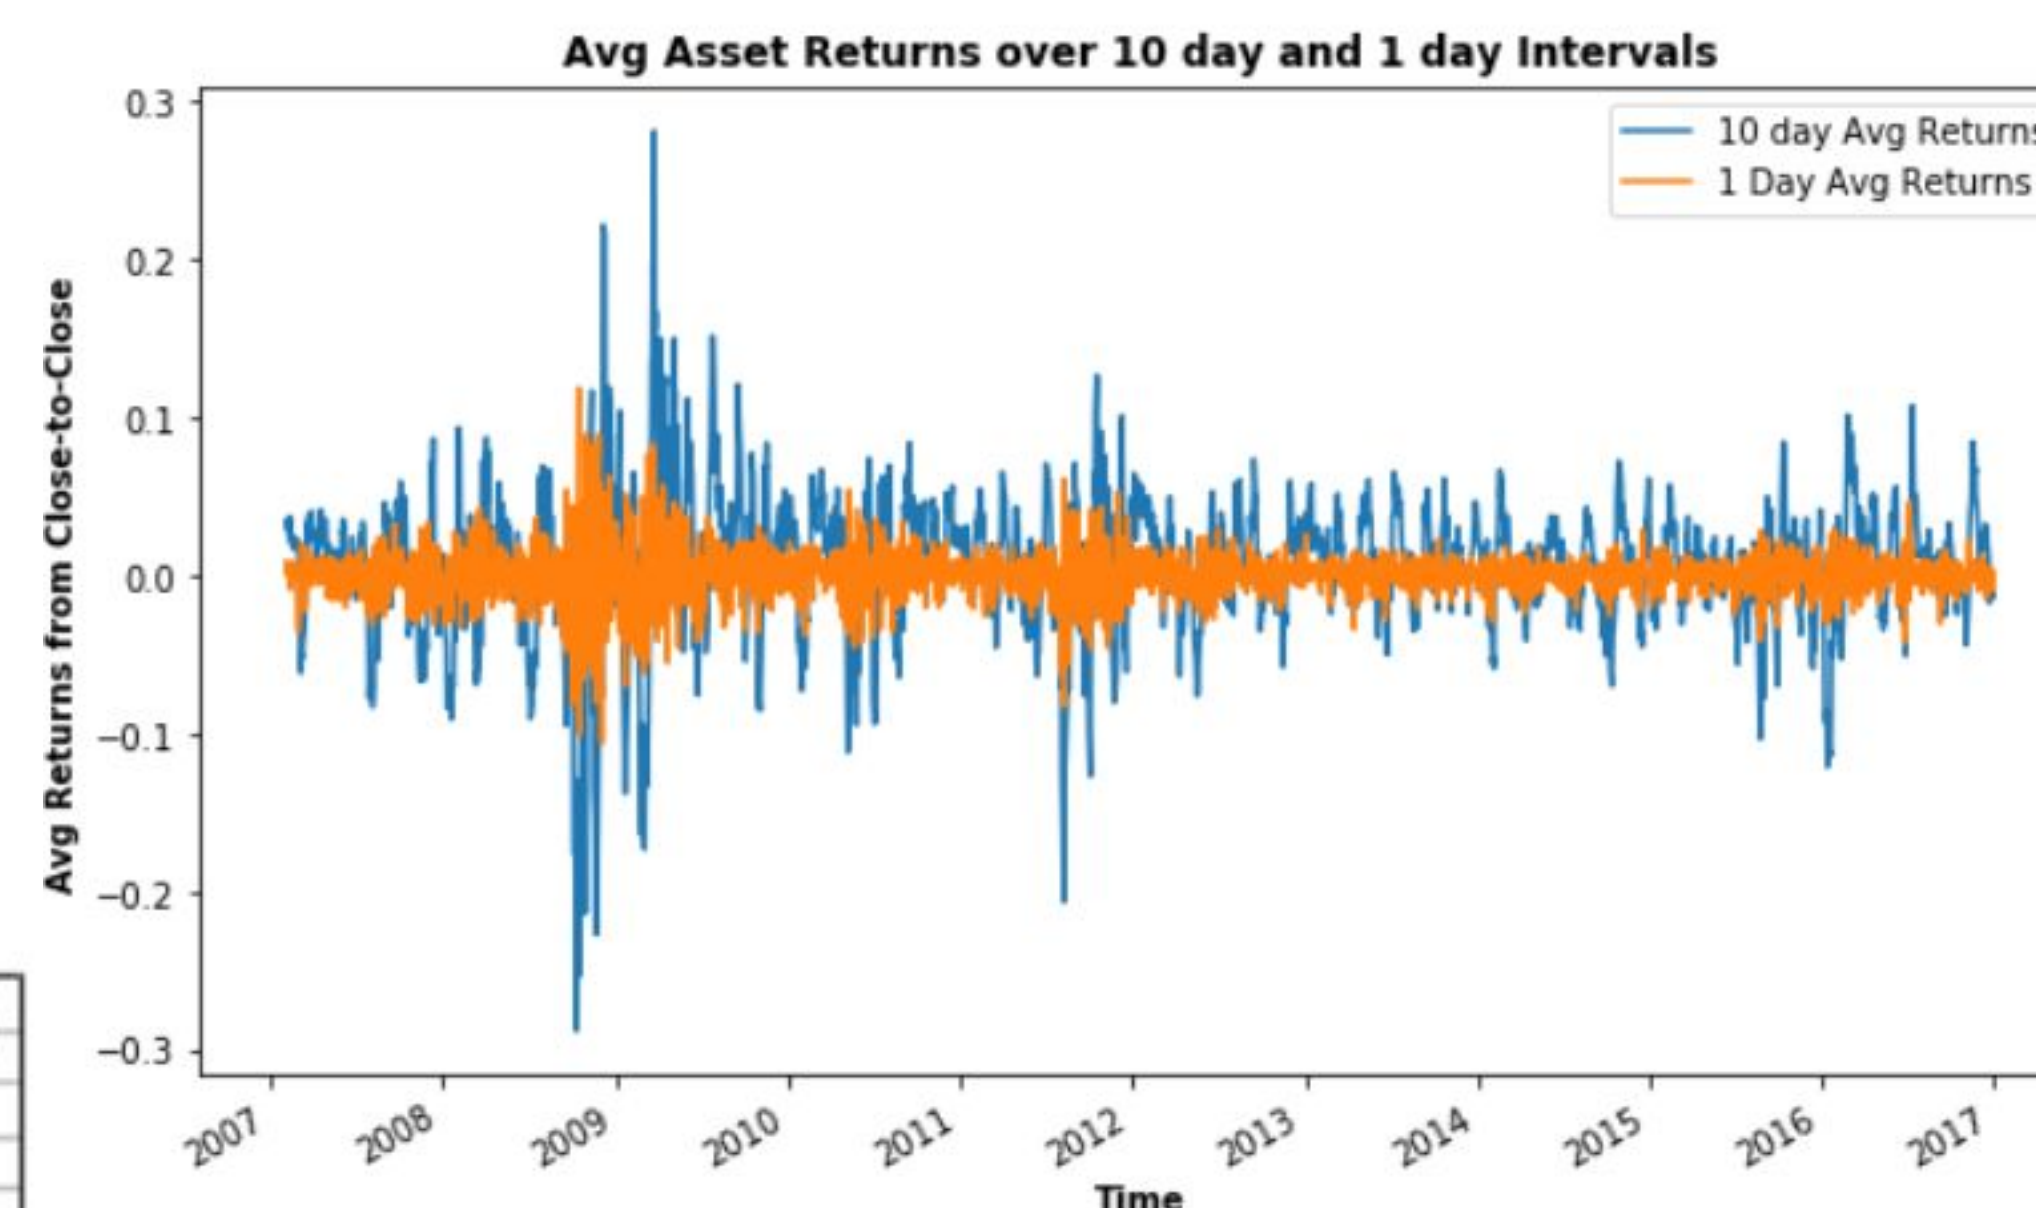 Avg Asset Returns over 10 day and 1 day Intervals
10 day Avg Returns
1 Day Avg Returns
Avg Returns from Close-to-Close
0.3
0.2
0.1
0.0
−0.1
−0.2
−0.3
2007 2008 2009 2010 2011 2012 2013 2014 2015 2016 2017
Time